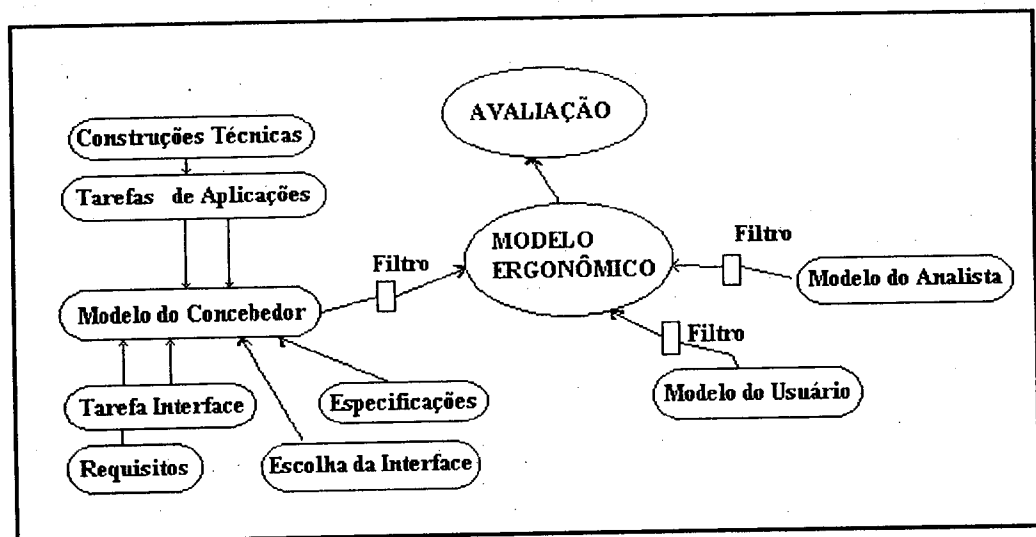 AVALIAÇÃO
Construções Técnicas
Tarefas de Aplicações
MODELO
ERGONÔMICO
Filtro
Filtro
Modelo do Analista
Modelo do Concebedor
Filtro
Modelo do Usuário
Tarefa Interface
Especificações
Requisitos
Escolha da Interface